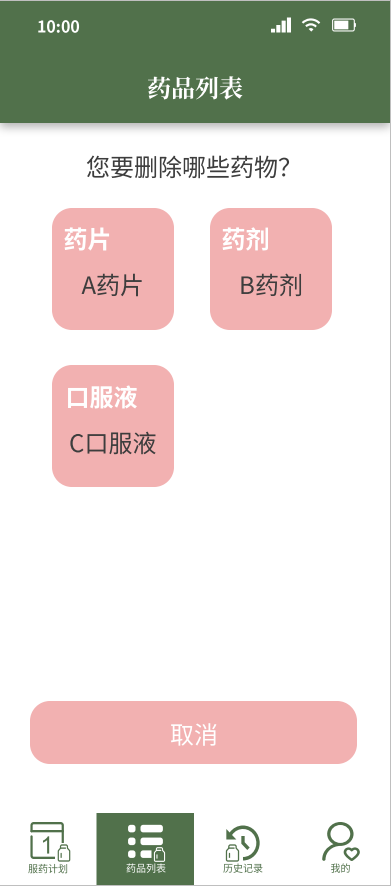 10:00
药品列表
您要删除哪些药物?
药片
A药片
药剂
B药剂
口服液
C口服液
取消
1
服药计划
药品列表
历史记录
我的